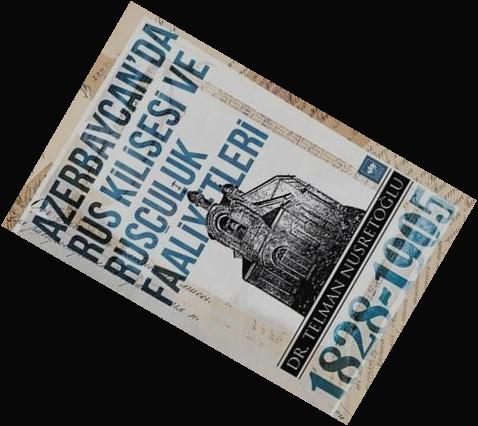 AZERBAYCAN'DA
RUS KİLİSESİ VE
RUSÇULUK
FAALİYETLERİ
DR. TELMAN NUSRETOĞLU
1828-1905